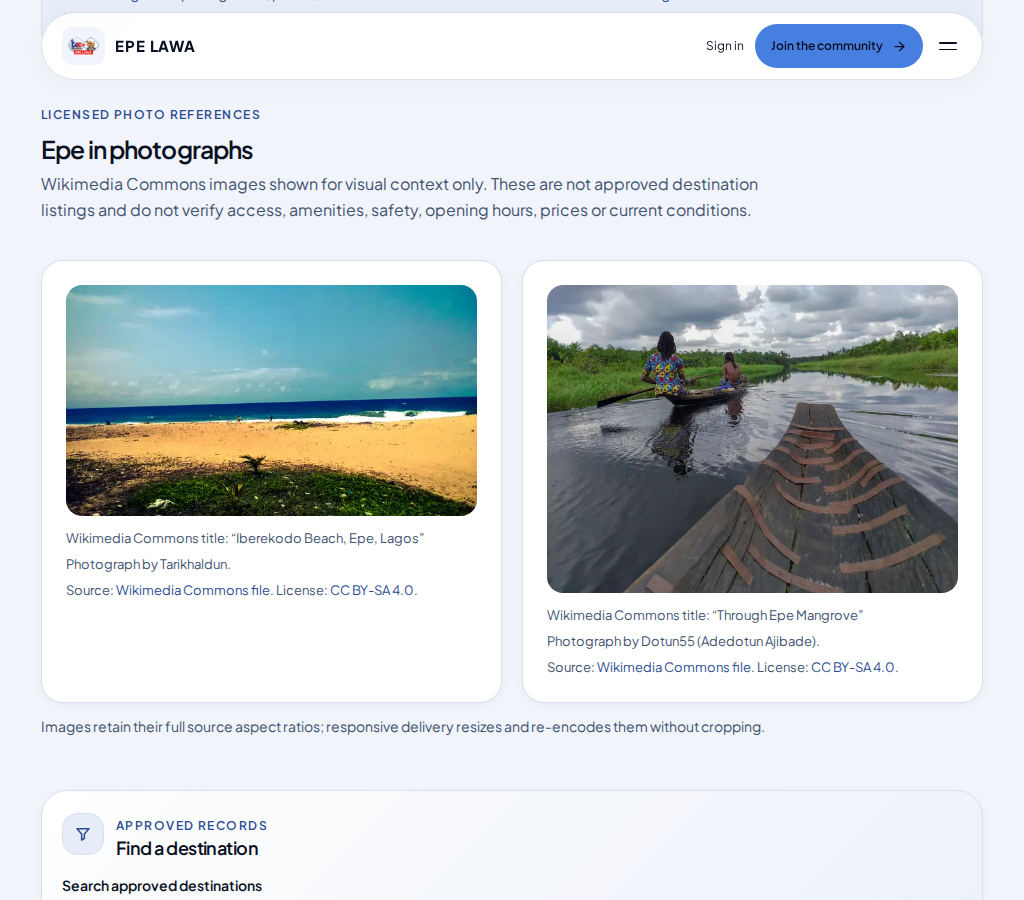 EPE LAWA
Sign in
Join the community
LICENSED PHOTO REFERENCES
Epe in photographs
Wikimedia Commons images shown for visual context only. These are not approved destination
listings and do not verify access, amenities, safety, opening hours, prices or current conditions.
Wikimedia Commons title: “Iberekodo Beach, Epe, Lagos”
Photograph by Tarikhaldun.
Source: Wikimedia Commons file. License: CC BY-SA 4.0.
Wikimedia Commons title: “Through Epe Mangrove”
Photograph by Dotun55 (Adedotun Ajibade).
Source: Wikimedia Commons file. License: CC BY-SA 4.0.
Images retain their full source aspect ratios; responsive delivery resizes and re-encodes them without cropping.
APPROVED RECORDS
Find a destination
Search approved destinations